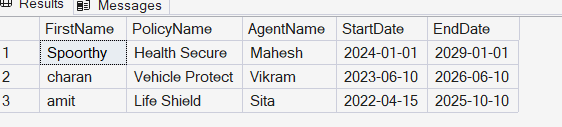 Results Messages
FirstName PolicyName AgentName StartDate EndDate
1 Spoorthy Health Secure Mahesh 2024-01-01 2029-01-01
2 charan Vehicle Protect Vikram 2023-06-10 2026-06-10
3 amit Life Shield Sita 2022-04-15 2025-10-10